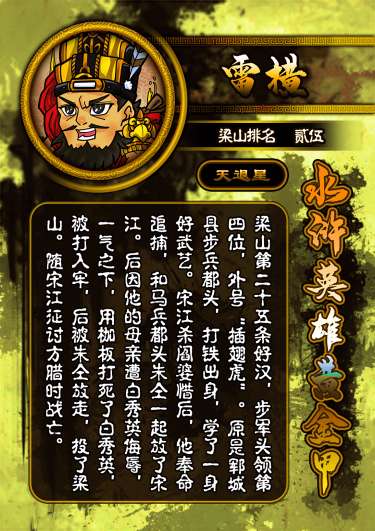 雷横
梁山排名 贰伍
天退星
水浒英雄黄金甲
梁山第二十五条好汉，步军头领第
四位，外号“插翅虎”。原是郓城
县步兵都头，打铁出身，学了一身
好武艺。宋江杀阎婆惜后，他奉命
追捕，和马兵都头朱仝一起放了宋
江。后因他的母亲遭白秀英侮辱，
一气之下，用枷板打死了白秀英，
被打入牢，后被朱仝放走，投了梁
山。随宋江征讨方腊时战亡。